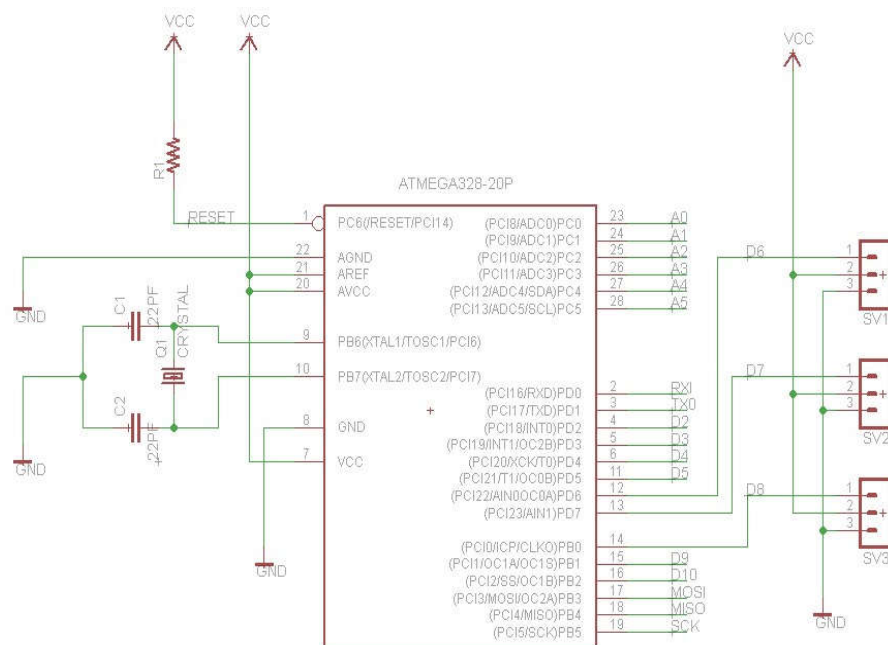 VCC
VCC
VCC
R1
ATMEGA328-20P
RESET
1
PC6(/RESET/PCI14)
22
AGND
21
AREF
20
AVCC
9
PB6(XTAL1/TOSC1/PCI6)
10
PB7(XTAL2/TOSC2/PCI7)
8
GND
7
VCC
(PCI8/ADC0)PC0
23
A0
(PCI9/ADC1)PC1
24
A1
(PCI10/ADC2)PC2
25
A2
(PCI11/ADC3)PC3
26
A3
(PCI12/ADC4/SDA)PC4
27
A4
(PCI13/ADC5/SCL)PC5
28
A5
(PCI16/RXD)PD0
2
RXI
(PCI17/TXD)PD1
3
TX0
(PCI18/INT0)PD2
4
D2
(PCI19/INT1/OC2B)PD3
5
D3
(PCI20/XCK/T0)PD4
6
D4
(PCI21/T1/OC0B)PD5
11
D5
(PCI22/AIN0OC0A)PD6
12
(PCI23/AIN1)PD7
13
(PCI0/ICP/CLKO)PB0
14
(PCI1/OC1A/OC1S)PB1
15
D9
(PCI2/SS/OC1B)PB2
16
D10
(PCI3/MOSI/OC2A)PB3
17
MOSI
(PCI4/MISO)PB4
18
MISO
(PCI5/SCK)PB5
19
SCK
GND
C1
22PF
Q1
CRYSTAL
C2
22PF
GND
GND
D6
1
2
3
SV1
D7
1
2
3
SV2
D8
1
2
3
SV3
GND